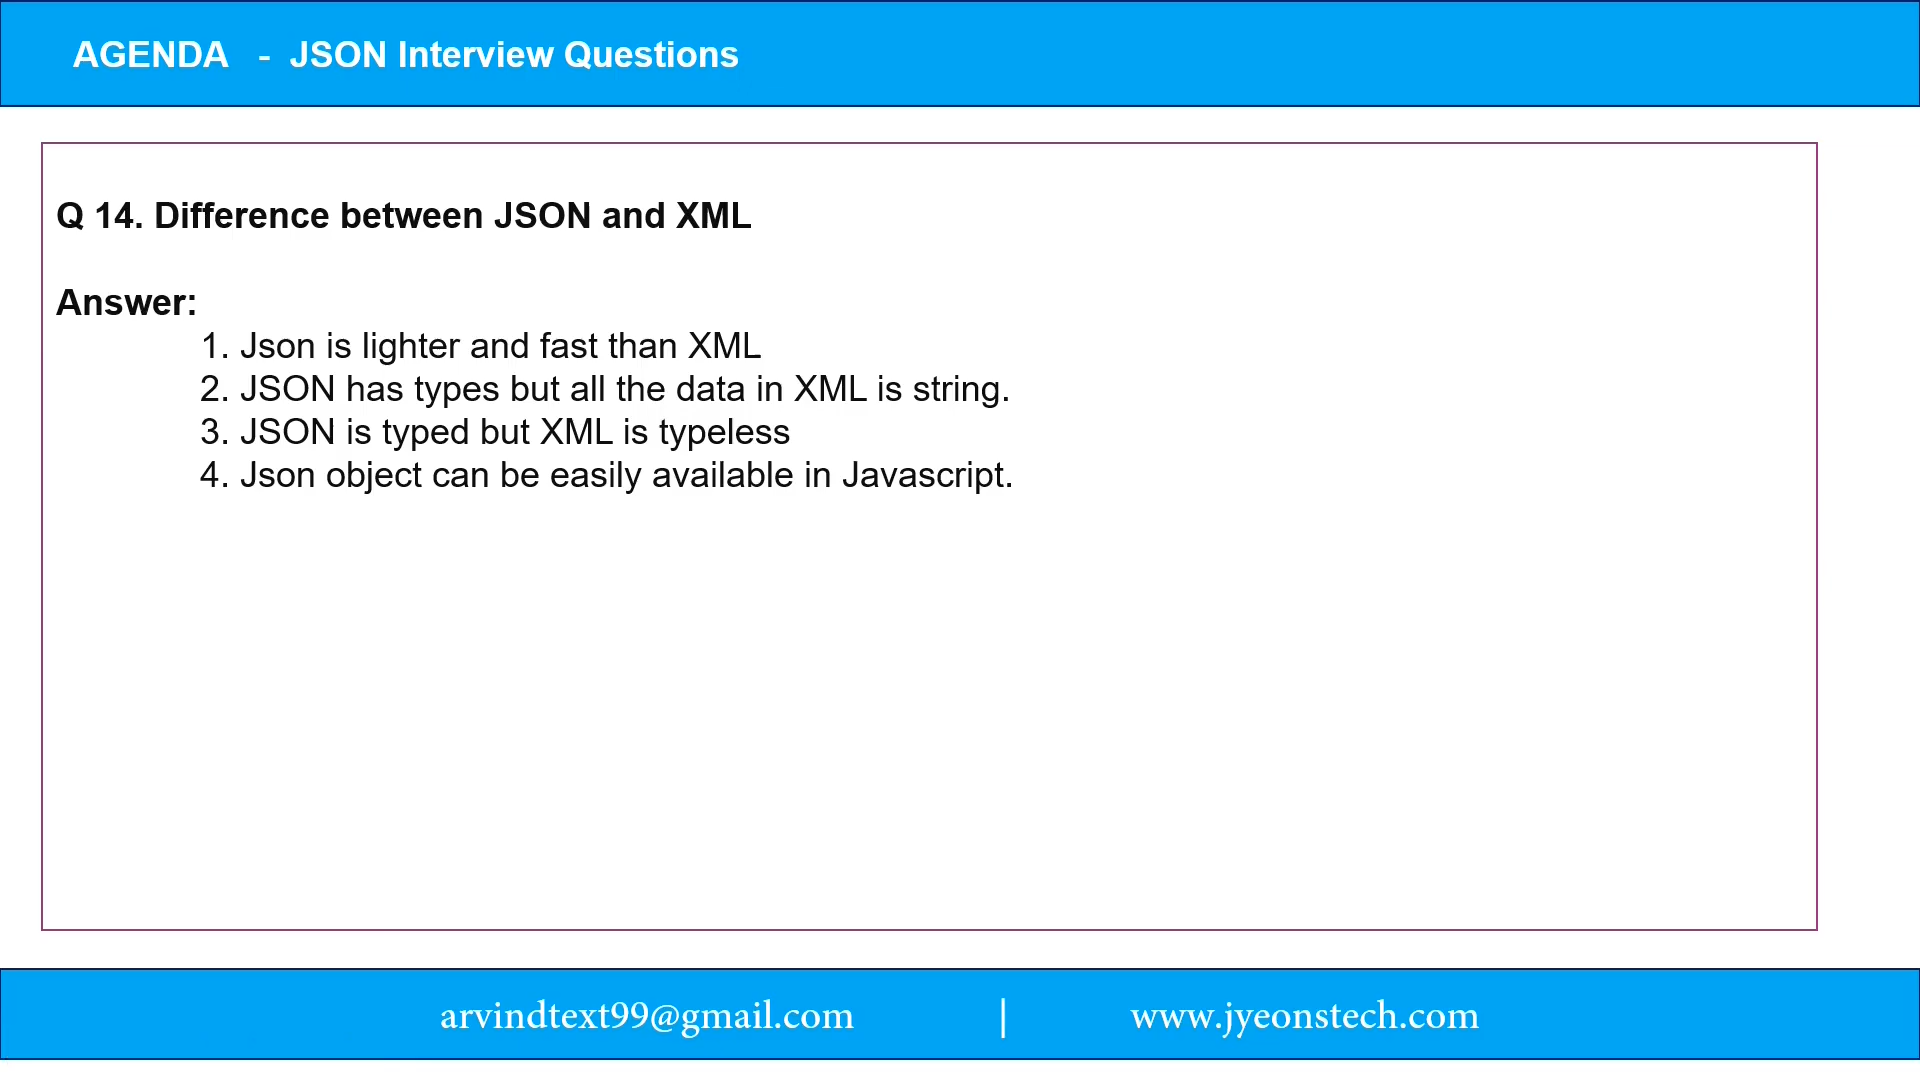 AGENDA - JSON Interview Questions
Q 14. Difference between JSON and XML
Answer:
1. Json is lighter and fast than XML
2. JSON has types but all the data in XML is string.
3. JSON is typed but XML is typeless
4. Json object can be easily available in Javascript.
arvindtext99@gmail.com | www.jyeonstech.com